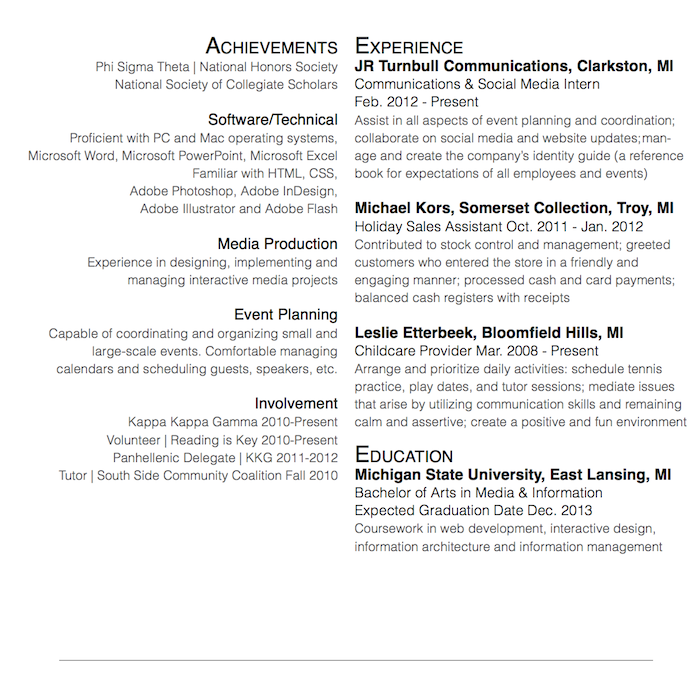 ACHIEVEMENTS
Phi Sigma Theta | National Honors Society
National Society of Collegiate Scholars
Software/Technical
Proficient with PC and Mac operating systems,
Microsoft Word, Microsoft PowerPoint, Microsoft Excel
Familiar with HTML, CSS,
Adobe Photoshop, Adobe InDesign,
Adobe Illustrator and Adobe Flash
Media Production
Experience in designing, implementing and
managing interactive media projects
Event Planning
Capable of coordinating and organizing small and
large-scale events. Comfortable managing
calendars and scheduling guests, speakers, etc.
Involvement
Kappa Kappa Gamma 2010-Present
Volunteer | Reading is Key 2010-Present
Panhellenic Delegate | KKG 2011-2012
Tutor | South Side Community Coalition Fall 2010
EXPERIENCE
JR Turnbull Communications, Clarkston, MI
Communications & Social Media Intern
Feb. 2012 - Present
Assist in all aspects of event planning and coordination;
collaborate on social media and website updates; man-
age and create the company's identity guide (a reference
book for expectations of all employees and events)
Michael Kors, Somerset Collection, Troy, MI
Holiday Sales Assistant Oct. 2011 - Jan. 2012
Contributed to stock control and management; greeted
customers who entered the store in a friendly and
engaging manner; processed cash and card payments;
balanced cash registers with receipts
Leslie Etterbeek, Bloomfield Hills, MI
Childcare Provider Mar. 2008 - Present
Arrange and prioritize daily activities: schedule tennis
practice, play dates, and tutor sessions; mediate issues
that arise by utilizing communication skills and remaining
calm and assertive; create a positive and fun environment
EDUCATION
Michigan State University, East Lansing, MI
Bachelor of Arts in Media & Information
Expected Graduation Date Dec. 2013
Coursework in web development, interactive design,
information architecture and information management